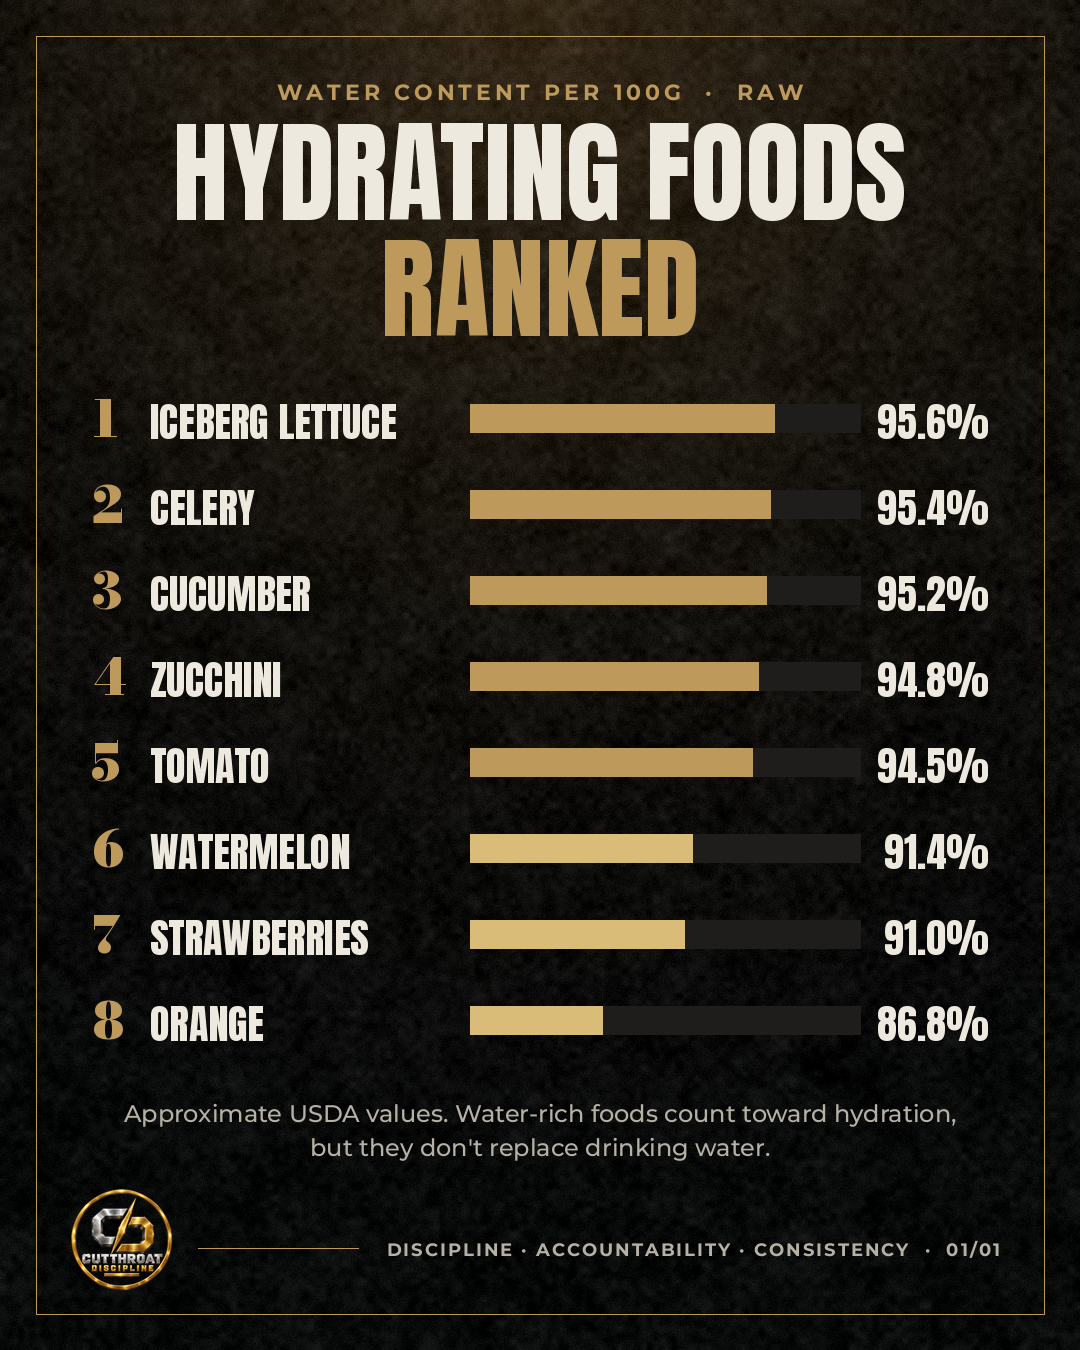 WATER CONTENT PER 100G · RAW
HYDRATING FOODS
RANKED
1 ICEBERG LETTUCE 95.6%
2 CELERY 95.4%
3 CUCUMBER 95.2%
4 ZUCCHINI 94.8%
5 TOMATO 94.5%
6 WATERMELON 91.4%
7 STRAWBERRIES 91.0%
8 ORANGE 86.8%
Approximate USDA values. Water-rich foods count toward hydration,
but they don't replace drinking water.
CD
CUTTHROAT
DISCIPLINE
DISCIPLINE · ACCOUNTABILITY · CONSISTENCY · 01/01